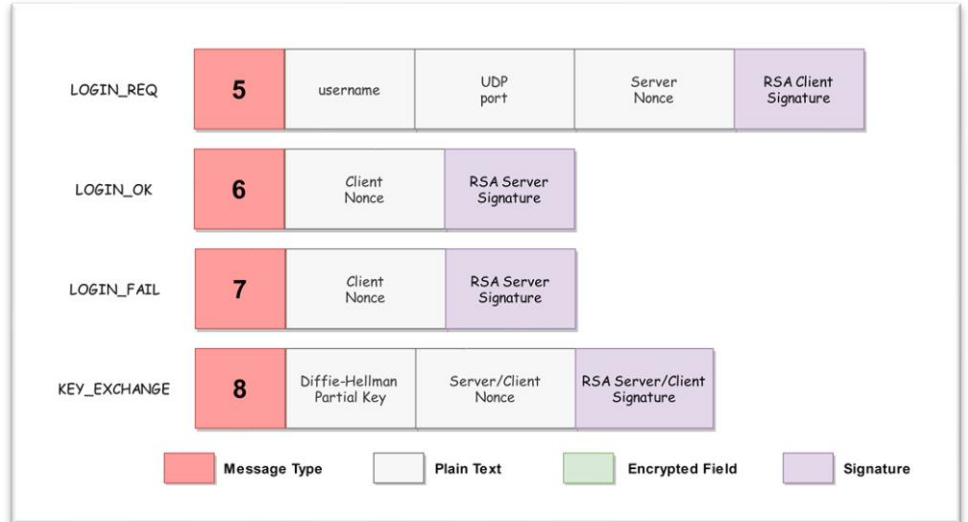 LOGIN_REQ
5
username
UDP
port
Server
Nonce
RSA Client
Signature
LOGIN_OK
6
Client
Nonce
RSA Server
Signature
LOGIN_FAIL
7
Client
Nonce
RSA Server
Signature
KEY_EXCHANGE
8
Diffie-Hellman
Partial Key
Server/Client
Nonce
RSA Server/Client
Signature
Message Type
Plain Text
Encrypted Field
Signature